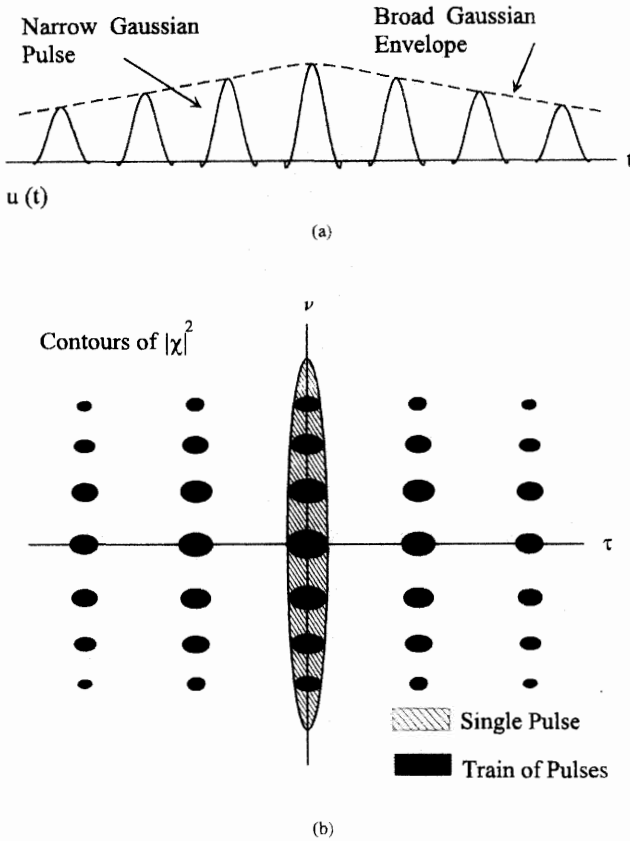 Narrow Gaussian
Pulse
Broad Gaussian
Envelope
t
u (t)
(a)
ν
Contours of |χ|²
τ
Single Pulse
Train of Pulses
(b)